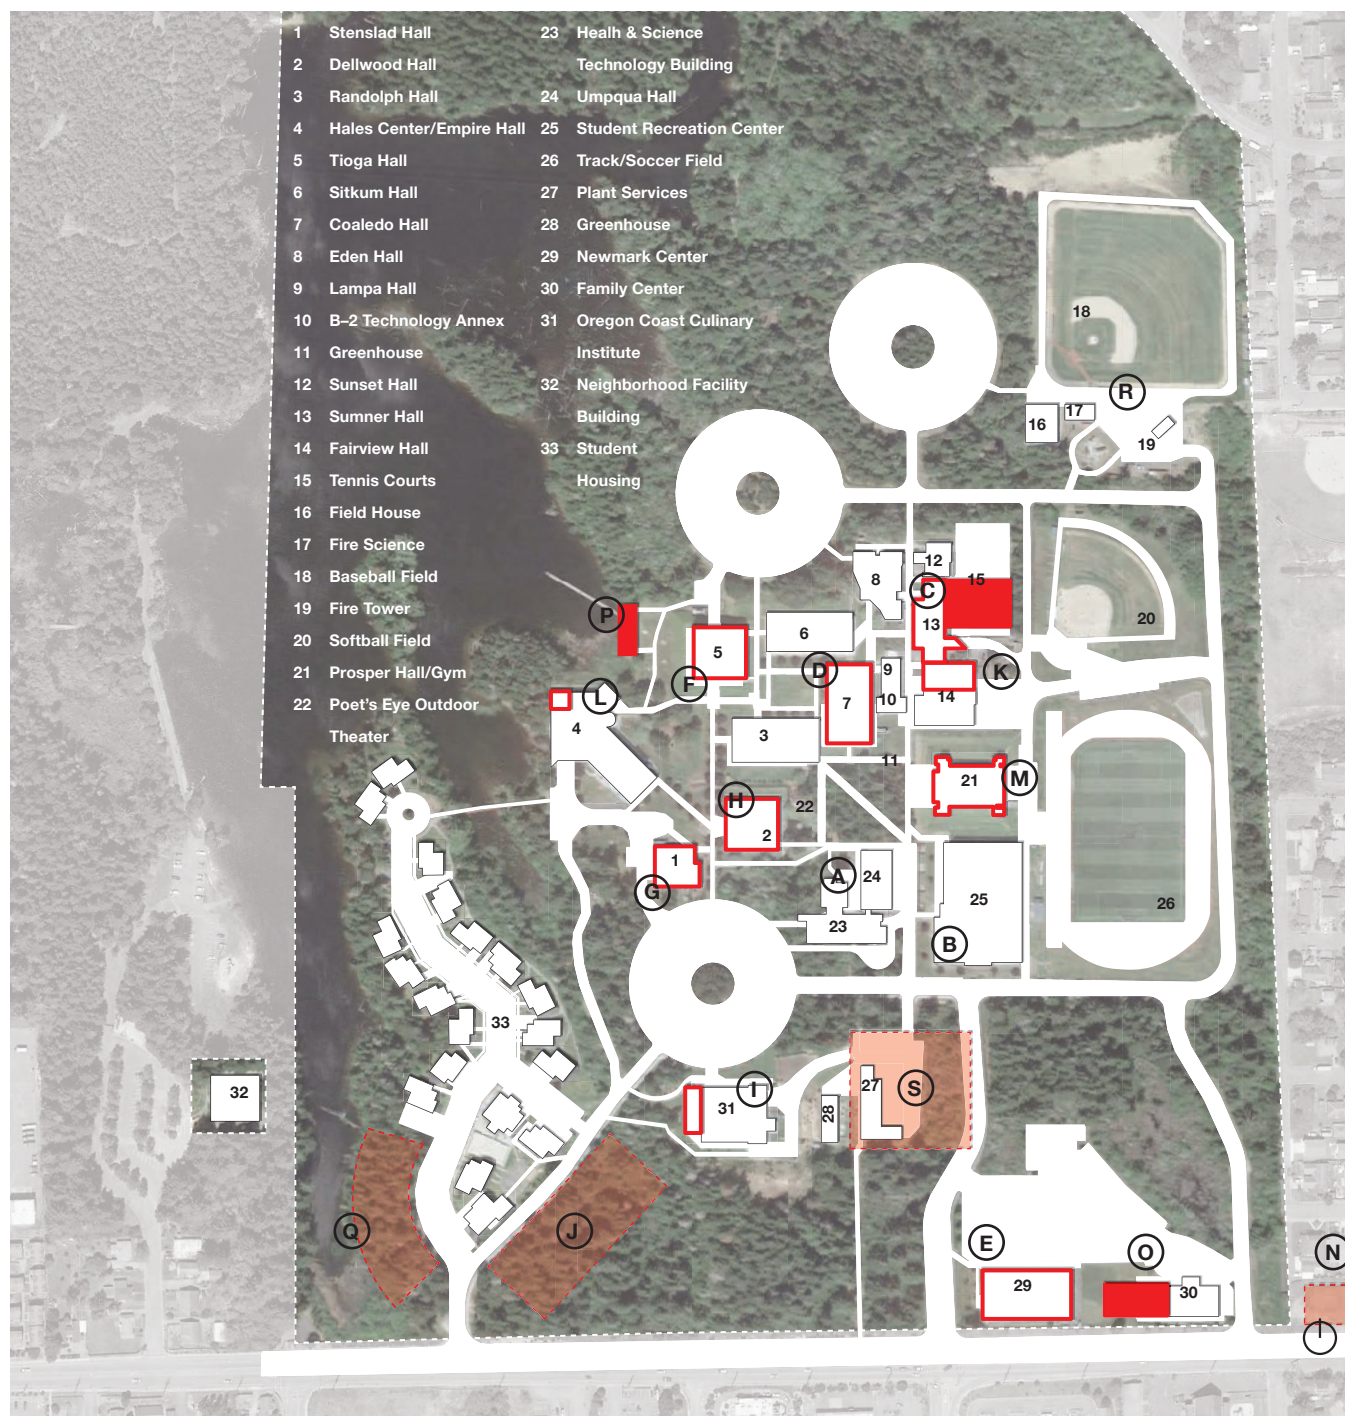 1 Stenslad Hall
2 Dellwood Hall
3 Randolph Hall
4 Hales Center/Empire Hall
5 Tioga Hall
6 Sitkum Hall
7 Coaledo Hall
8 Eden Hall
9 Lampa Hall
10 B–2 Technology Annex
11 Greenhouse
12 Sunset Hall
13 Sumner Hall
14 Fairview Hall
15 Tennis Courts
16 Field House
17 Fire Science
18 Baseball Field
19 Fire Tower
20 Softball Field
21 Prosper Hall/Gym
22 Poet's Eye Outdoor
Theater
23 Healh & Science
Technology Building
24 Umpqua Hall
25 Student Recreation Center
26 Track/Soccer Field
27 Plant Services
28 Greenhouse
29 Newmark Center
30 Family Center
31 Oregon Coast Culinary
Institute
32 Neighborhood Facility
Building
33 Student
Housing
18
R
17
16
19
12
8
15
C
P
13
20
6
5
D
9
K
F
L
7
10
14
4
3
11
21
M
H
22
2
1
A
24
G
25
26
23
B
33
32
27
S
I
31
28
Q
J
E
O
N
29
30